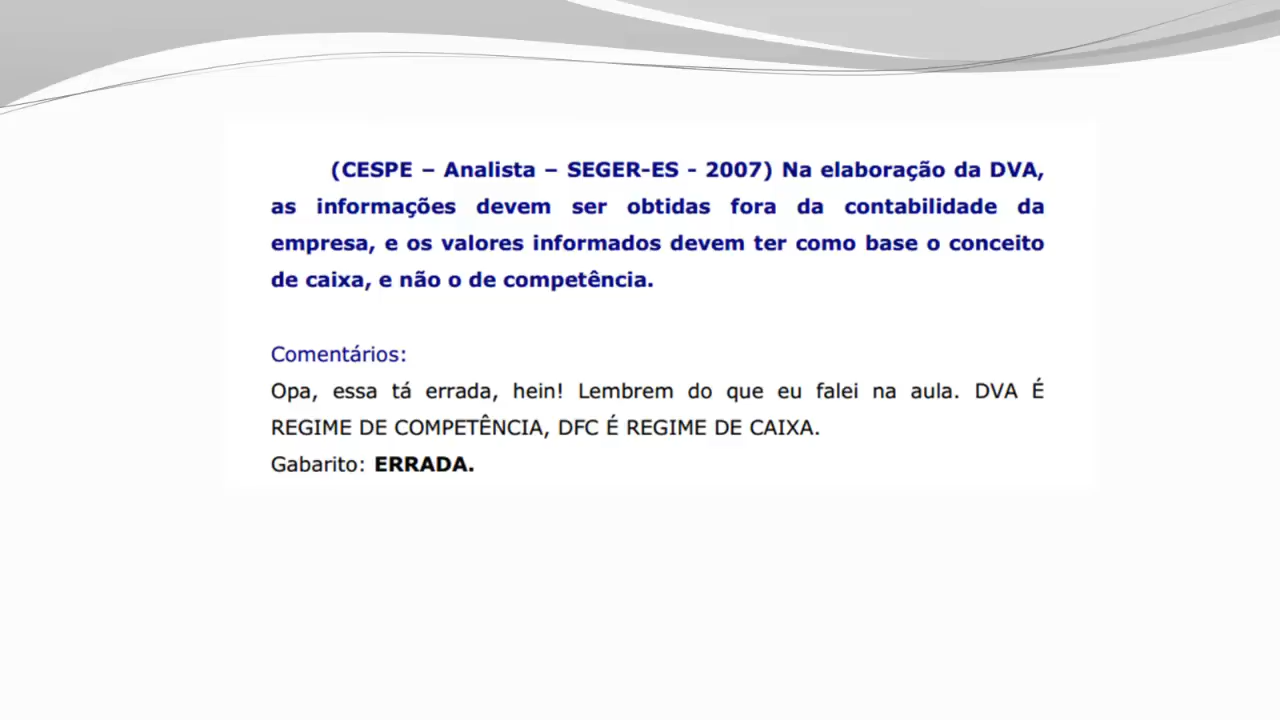 (CESPE – Analista – SEGER-ES - 2007) Na elaboração da DVA,
as informações devem ser obtidas fora da contabilidade da
empresa, e os valores informados devem ter como base o conceito
de caixa, e não o de competência.
Comentários:
Opa, essa tá errada, hein! Lembrem do que eu falei na aula. DVA É
REGIME DE COMPETÊNCIA, DFC É REGIME DE CAIXA.
Gabarito: ERRADA.